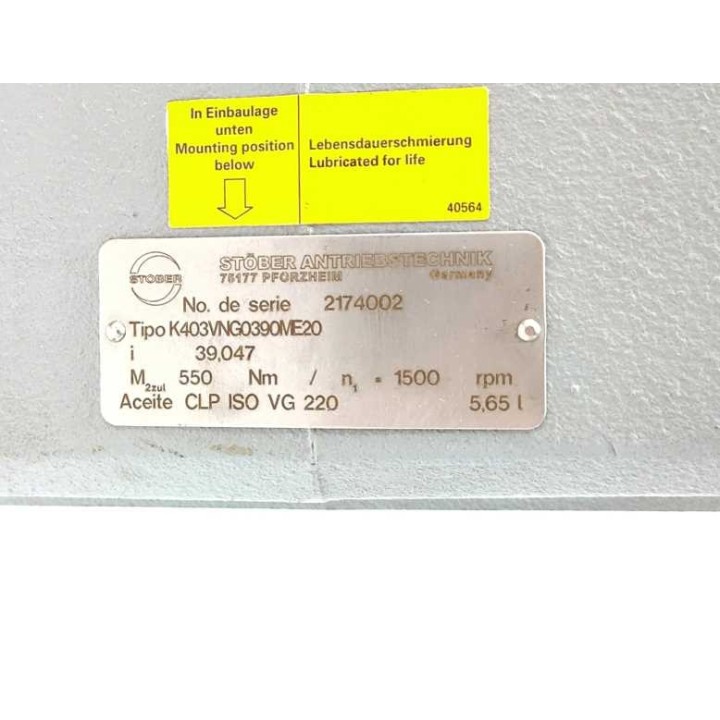 In Einbaulage
unten
Mounting position
below
Lebensdauerschmierung
Lubricated for life
40564
STÖBER
STÖBER ANTRIEBSTECHNIK
75177 PFORZHEIM Germany
No. de serie 2174002
Tipo K403VNG0390ME20
i 39,047
M2zul 550 Nm / n1 = 1500 rpm
Aceite CLP ISO VG 220 5,65 l